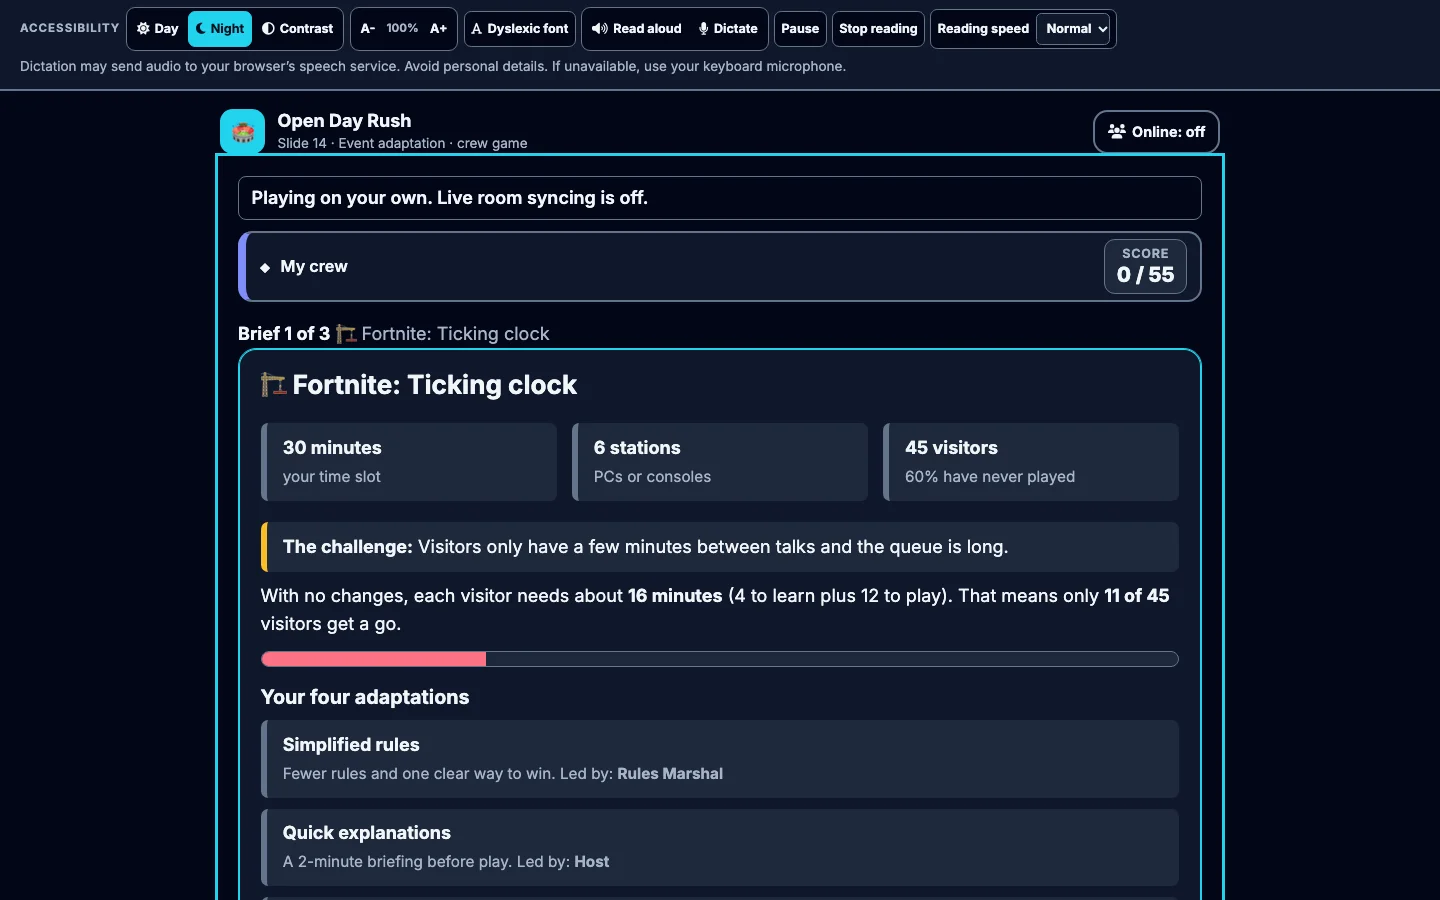 ACCESSIBILITY
Day
Night
Contrast
A-
100%
A+
A Dyslexic font
Read aloud
Dictate
Pause
Stop reading
Reading speed
Normal
Dictation may send audio to your browser’s speech service. Avoid personal details. If unavailable, use your keyboard microphone.
Open Day Rush
Slide 14 · Event adaptation · crew game
Online: off
Playing on your own. Live room syncing is off.
My crew
SCORE
0 / 55
Brief 1 of 3 Fortnite: Ticking clock
Fortnite: Ticking clock
30 minutes
your time slot
6 stations
PCs or consoles
45 visitors
60% have never played
The challenge: Visitors only have a few minutes between talks and the queue is long.
With no changes, each visitor needs about 16 minutes (4 to learn plus 12 to play). That means only 11 of 45
visitors get a go.
Your four adaptations
Simplified rules
Fewer rules and one clear way to win. Led by: Rules Marshal
Quick explanations
A 2-minute briefing before play. Led by: Host